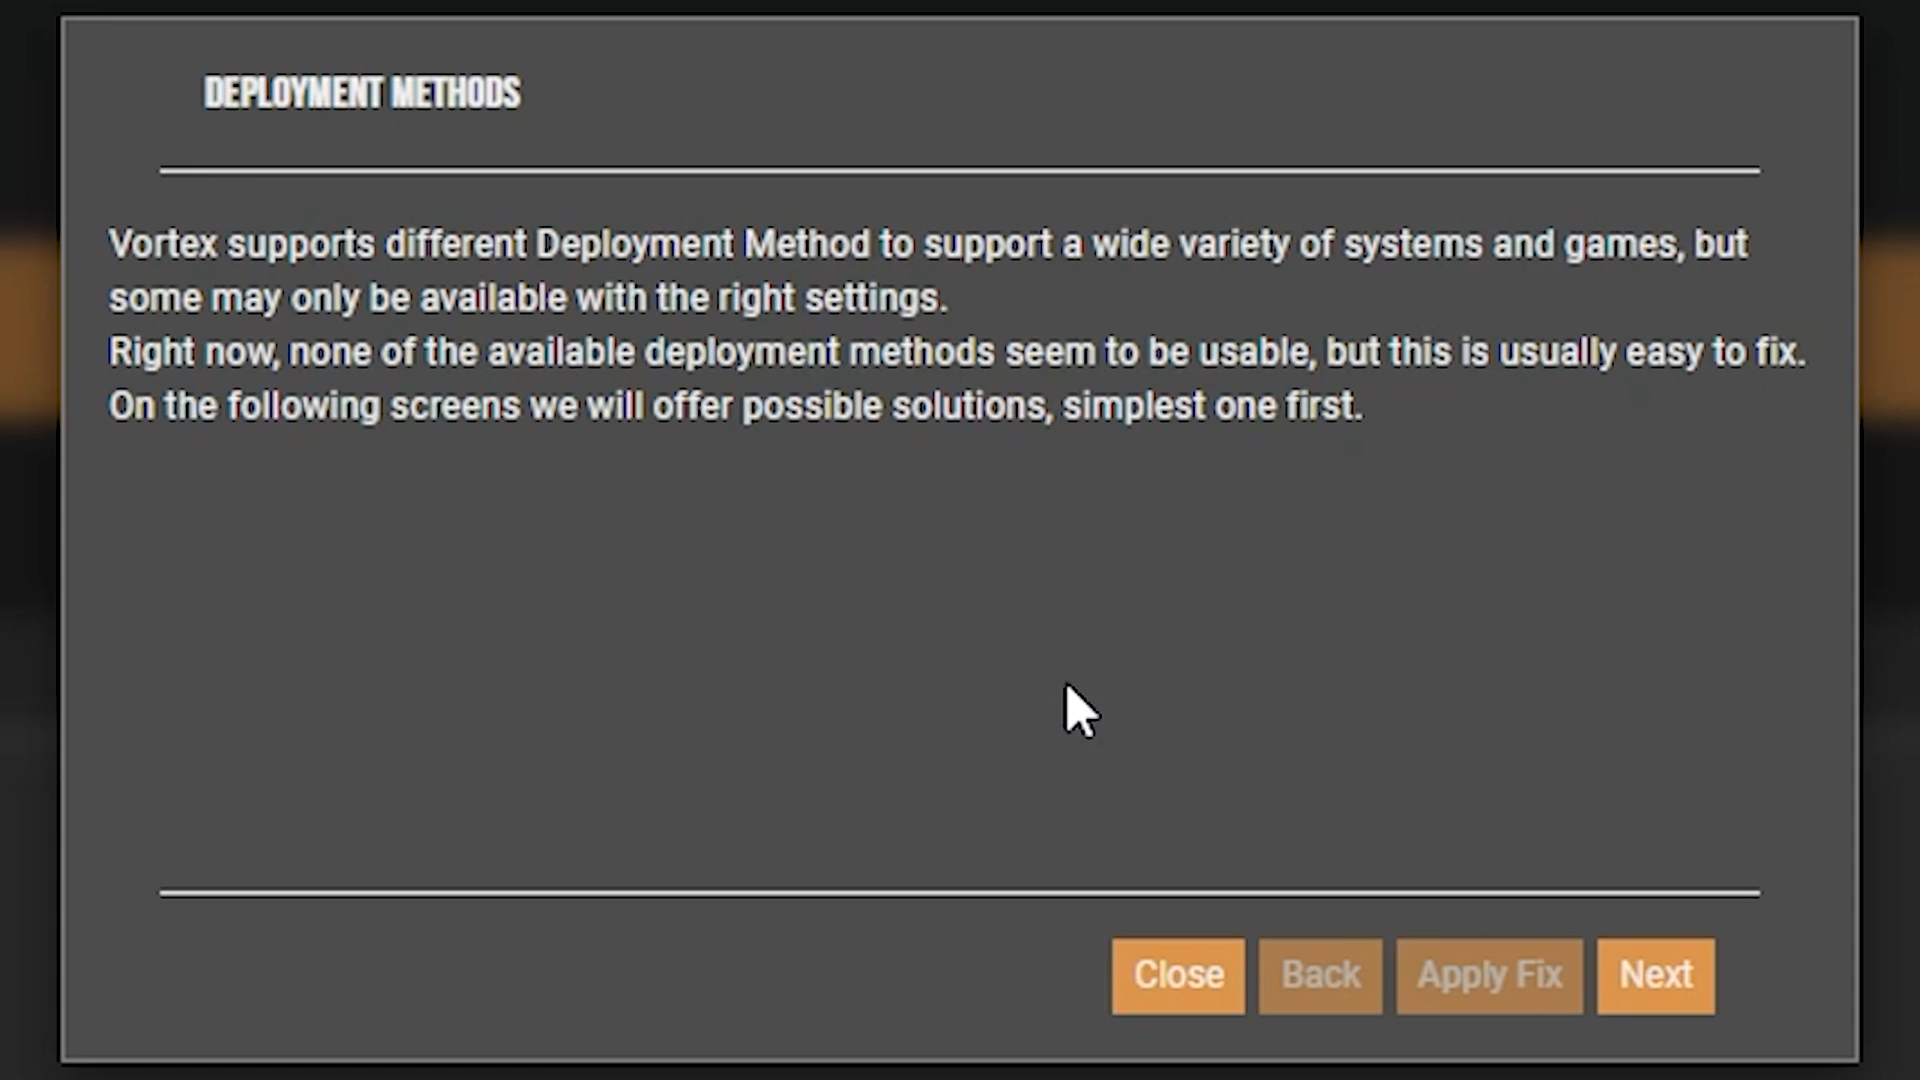 DEPLOYMENT METHODS
Vortex supports different Deployment Method to support a wide variety of systems and games, but
some may only be available with the right settings.
Right now, none of the available deployment methods seem to be usable, but this is usually easy to fix.
On the following screens we will offer possible solutions, simplest one first.
Close Back Apply Fix Next